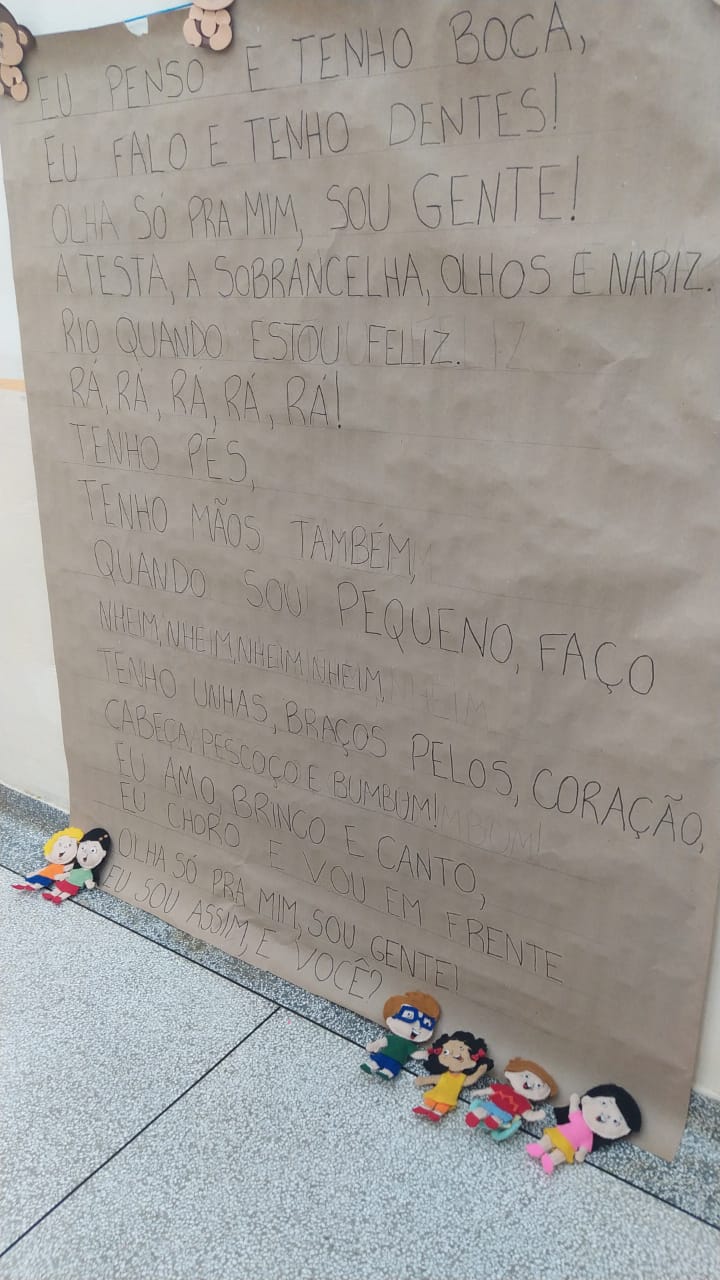 EU PENSO E TENHO BOCA,
EU FALO E TENHO DENTES!
OLHA SÓ PRA MIM, SOU GENTE!
A TESTA, A SOBRANCELHA, OLHOS E NARIZ.
RIO QUANDO ESTOU FELIZ.
RÁ, RÁ, RÁ, RÁ, RÁ!
TENHO PÉS,
TENHO MÃOS TAMBÉM,
QUANDO SOU PEQUENO, FAÇO
NHEIM, NHEIM, NHEIM, NHEIM,
TENHO UNHAS, BRAÇOS PELOS, CORAÇÃO,
CABEÇA, PESCOÇO E BUMBUM!
EU AMO, BRINCO E CANTO,
EU CHORO E VOU EM FRENTE
OLHA SÓ PRA MIM, SOU GENTE!
EU SOU ASSIM, E VOCÊ?